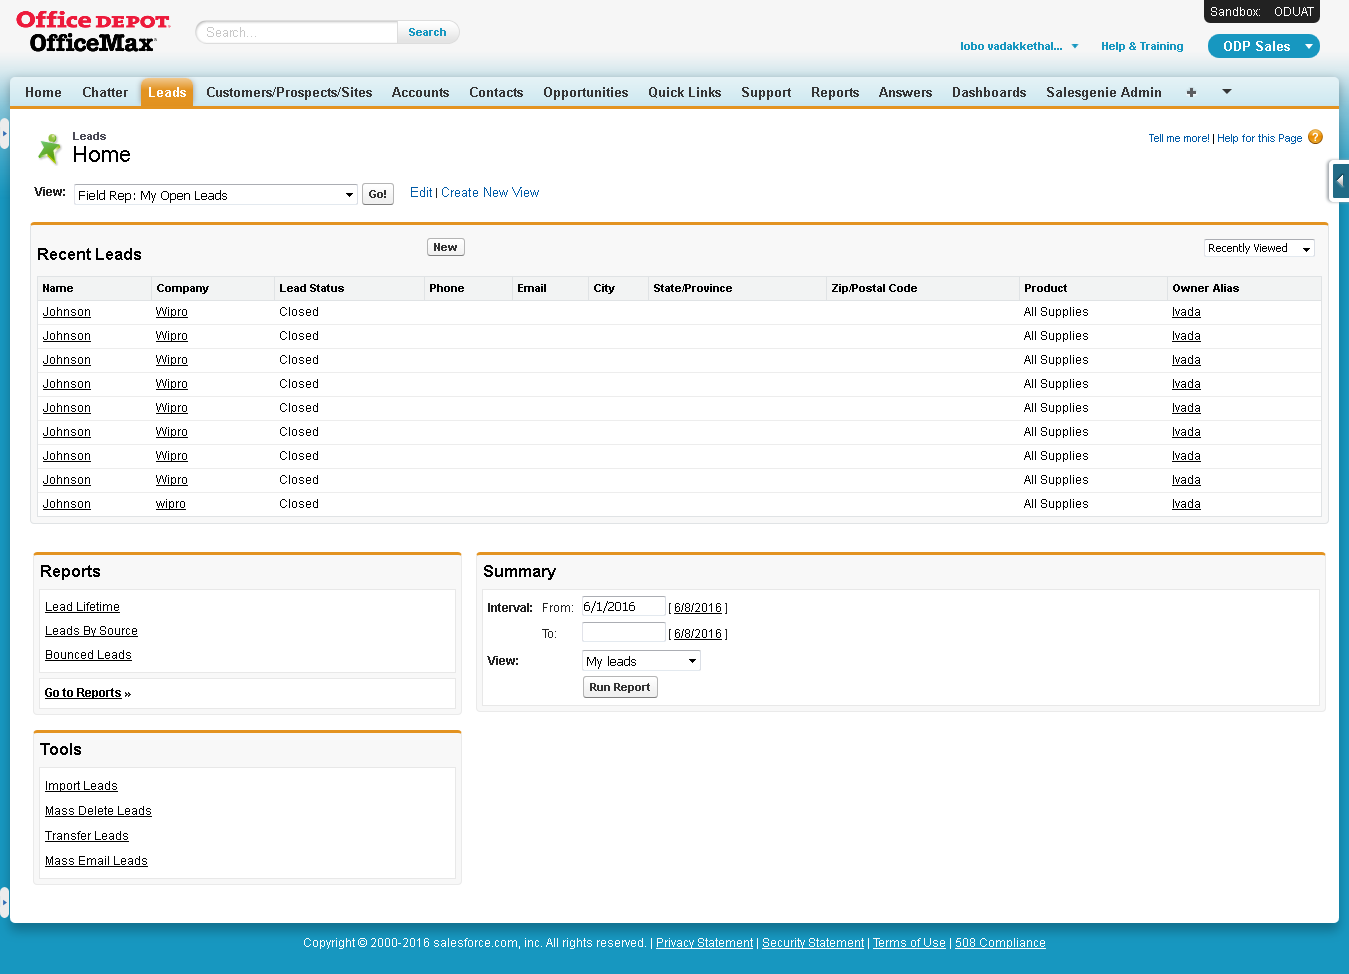 Office DEPOT.
OfficeMax
Search...
Search
Sandbox: ODUAT
lobo vadakkethal...
Help & Training
ODP Sales
Home Chatter Leads Customers/Prospects/Sites Accounts Contacts Opportunities Quick Links Support Reports Answers Dashboards Salesgenie Admin +
Leads
Home
Tell me more! | Help for this Page ?
View: Field Rep: My Open Leads Go! Edit | Create New View
Recent Leads New Recently Viewed
Name Company Lead Status Phone Email City State/Province Zip/Postal Code Product Owner Alias
Johnson Wipro Closed All Supplies lvada
Johnson Wipro Closed All Supplies lvada
Johnson Wipro Closed All Supplies lvada
Johnson Wipro Closed All Supplies lvada
Johnson Wipro Closed All Supplies lvada
Johnson Wipro Closed All Supplies lvada
Johnson Wipro Closed All Supplies lvada
Johnson Wipro Closed All Supplies lvada
Johnson wipro Closed All Supplies lvada
Reports
Lead Lifetime
Leads By Source
Bounced Leads
Go to Reports »
Summary
Interval: From: 6/1/2016 [ 6/8/2016 ]
To: [ 6/8/2016 ]
View: My leads
Run Report
Tools
Import Leads
Mass Delete Leads
Transfer Leads
Mass Email Leads
Copyright © 2000-2016 salesforce.com, inc. All rights reserved. | Privacy Statement | Security Statement | Terms of Use | 508 Compliance